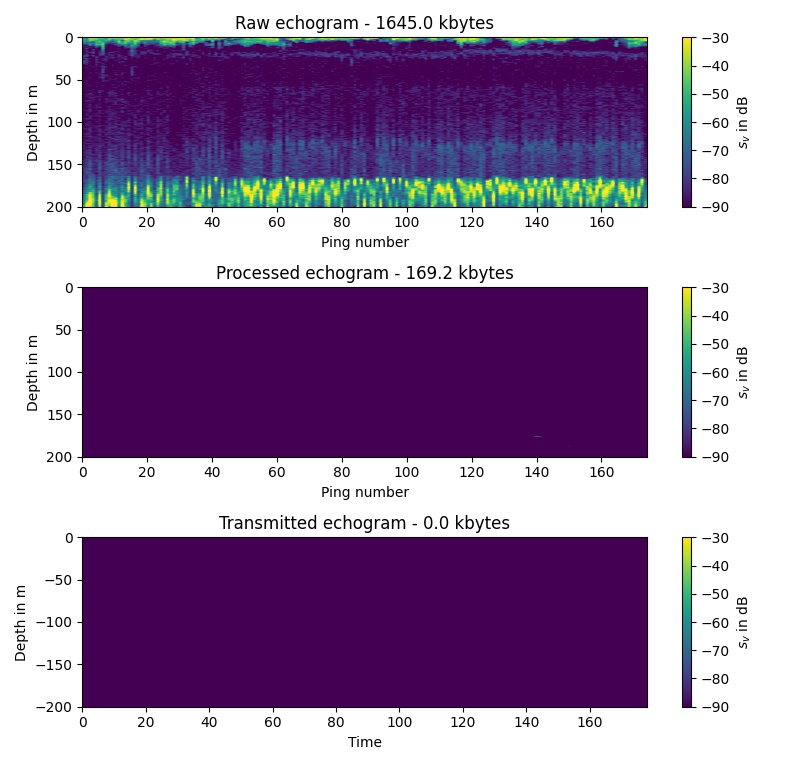 Raw echogram - 1645.0 kbytes
0
50
100
150
200
Depth in m
0 20 40 60 80 100 120 140 160
Ping number
−30
−40
−50
−60
−70
−80
−90
sᵥ in dB
Processed echogram - 169.2 kbytes
0
50
100
150
200
Depth in m
0 20 40 60 80 100 120 140 160
Ping number
−30
−40
−50
−60
−70
−80
−90
sᵥ in dB
Transmitted echogram - 0.0 kbytes
0
−50
−100
−150
−200
Depth in m
0 20 40 60 80 100 120 140 160
Time
−30
−40
−50
−60
−70
−80
−90
sᵥ in dB